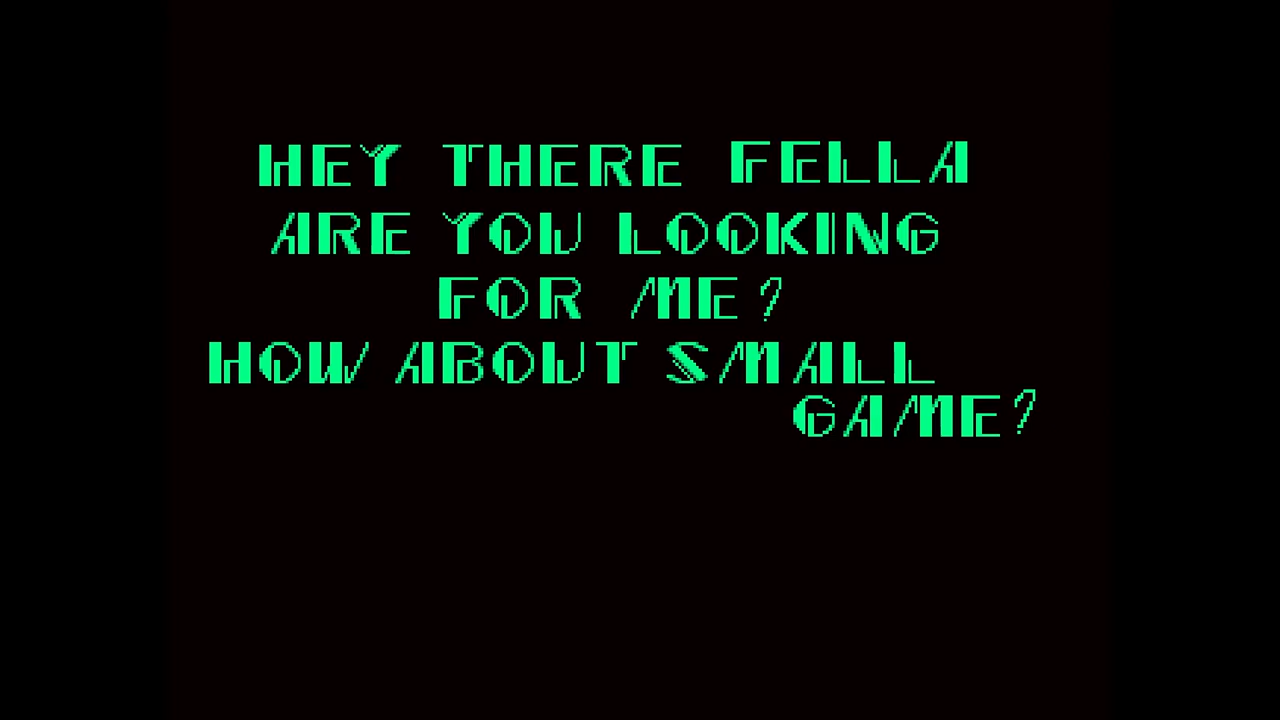 HEY THERE FELLA
ARE YOU LOOKING
FOR ME?
HOW ABOUT SMALL
GAME?